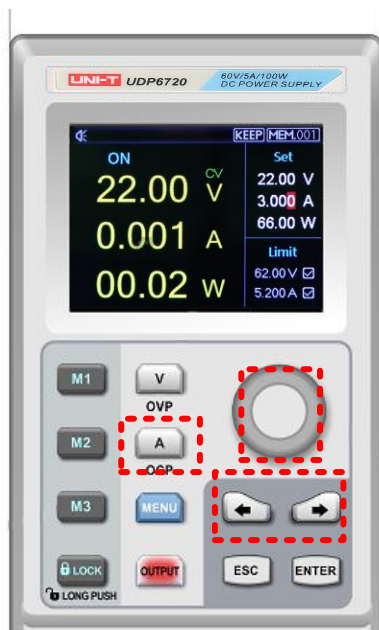 UNI-T UDP6720 60V/5A/100W
DC POWER SUPPLY
KEEP MEM.001
ON Set
22.00 V CV 22.00 V
3.000 A
0.001 A 66.00 W
Limit
00.02 W 62.00 V
5.200 A
M1 V
OVP
M2 A
OCP
M3 MENU
LOCK OUTPUT ESC ENTER
LONG PUSH